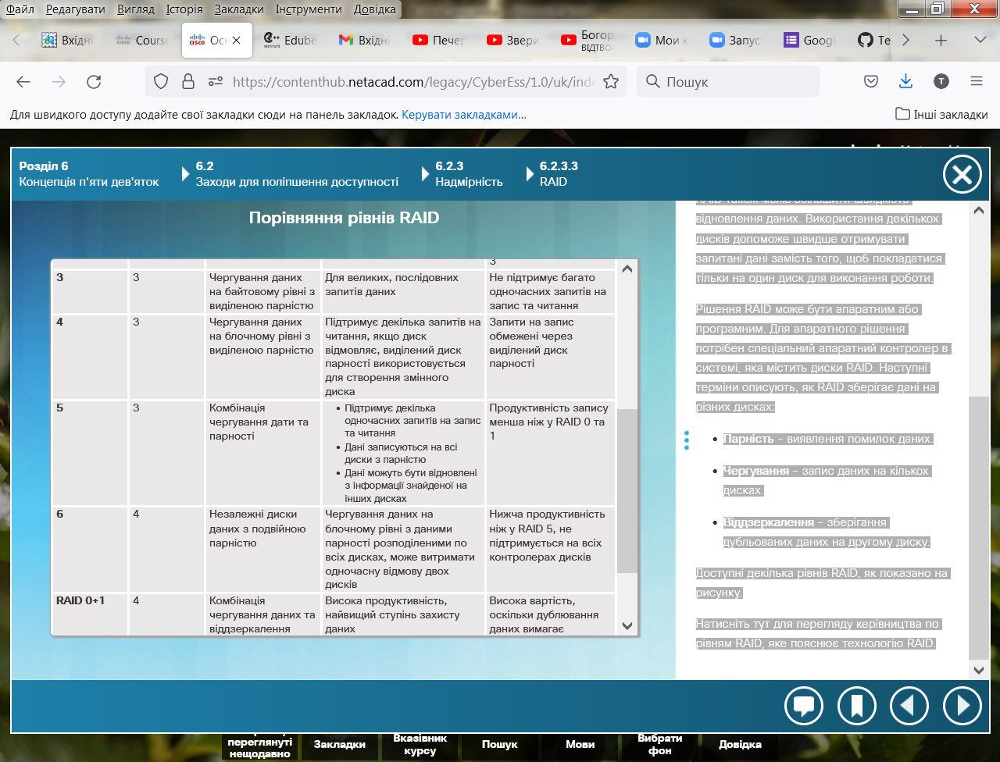 Файл Редагувати Вигляд Історія Закладки Інструменти Довідка
Вхідні Course Осн Edube Вхідні Печер Звери Богор Мои к Запус Googl Те
https://contenthub.netacad.com/legacy/CyberEss/1.0/uk/inde
Пошук
Для швидкого доступу додайте свої закладки сюди на панель закладок. Керувати закладками...
Інші закладки
Розділ 6
Концепція п'яти дев'яток
6.2
Заходи для поліпшення доступності
6.2.3
Надмірність
6.2.3.3
RAID
Порівняння рівнів RAID
3
3
3
Чергування даних
на байтовому рівні з
виділеною парністю
Для великих, послідовних
запитів даних
Не підтримує багато
одночасних запитів на
запис та читання
4
3
Чергування даних
на блочному рівні з
виділеною парністю
Підтримує декілька запитів на
читання, якщо диск
відмовляє, виділений диск
парності використовується
для створення змінного
диска
Запити на запис
обмежені через
виділений диск
парності
5
3
Комбінація
чергування дати та
парності
• Підтримує декілька
одночасних запитів на запис
та читання
• Дані записуються на всі
диски з парністю
• Дані можуть бути відновлені
з інформації знайденої на
інших дисках
Продуктивність запису
менша ніж у RAID 0 та
1
6
4
Незалежні диски
даних з подвійною
парністю
Чергування даних на
блочному рівні з даними
парності розподіленими по
всіх дисках, може витримати
одночасну відмову двох
дисків
Нижча продуктивність
ніж у RAID 5, не
підтримується на всіх
контролерах дисків
RAID 0+1
4
Комбінація
чергування даних та
віддзеркалення
Висока продуктивність,
найвищий ступінь захисту
даних
Висока вартість,
оскільки дублювання
даних вимагає
RAID також може збільшити швидкість
відновлення даних. Використання декількох
дисків допоможе швидше отримувати
запитані дані замість того, щоб покладатися
тільки на один диск для виконання роботи.
Рішення RAID може бути апаратним або
програмним. Для апаратного рішення
потрібен спеціальний апаратний контролер в
системі, яка містить диски RAID. Наступні
терміни описують, як RAID зберігає дані на
різних дисках:
• Парність – виявлення помилок даних.
• Чергування – запис даних на кількох
дисках.
• Віддзеркалення – зберігання
дубльованих даних на другому диску.
Доступні декілька рівнів RAID, як показано на
рисунку.
Натисніть тут для перегляду керівництва по
рівням RAID, яке пояснює технологію RAID.
переглянуті
нещодавно
Закладки
Вказівник
курсу
Пошук
Мови
Вибрати
фон
Довідка